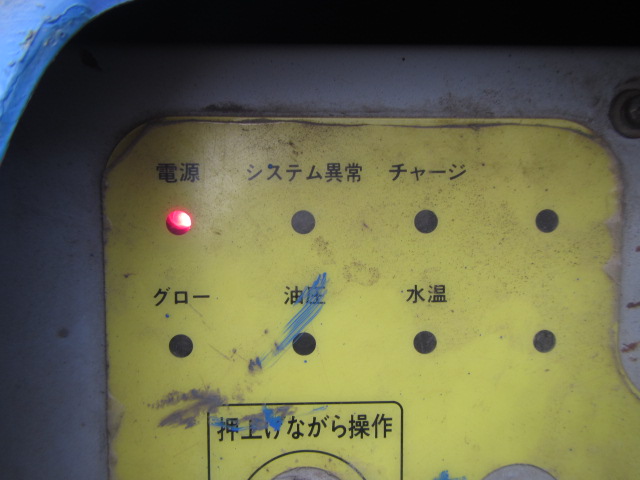 電源 システム異常 チャージ
グロー 油圧 水温
押上げながら操作